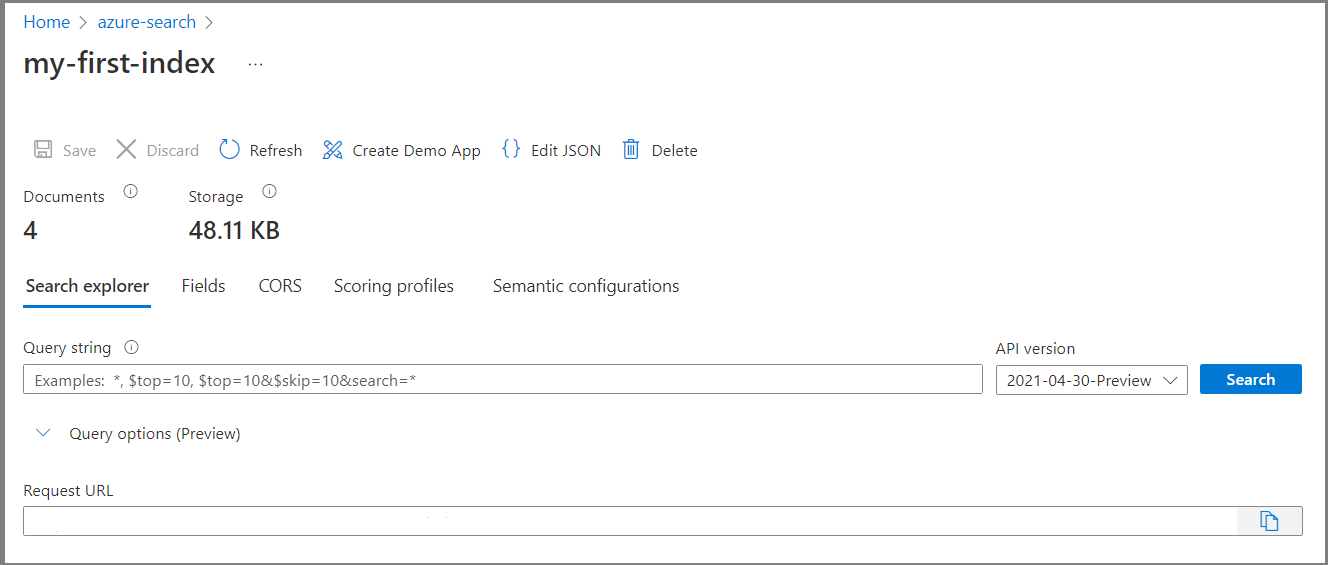 Home > azure-search >
my-first-index ...
Save Discard Refresh Create Demo App {} Edit JSON Delete
Documents Storage
4 48.11 KB
Search explorer Fields CORS Scoring profiles Semantic configurations
Query string API version
Examples: *, $top=10, $top=10&$skip=10&search=* 2021-04-30-Preview Search
Query options (Preview)
Request URL